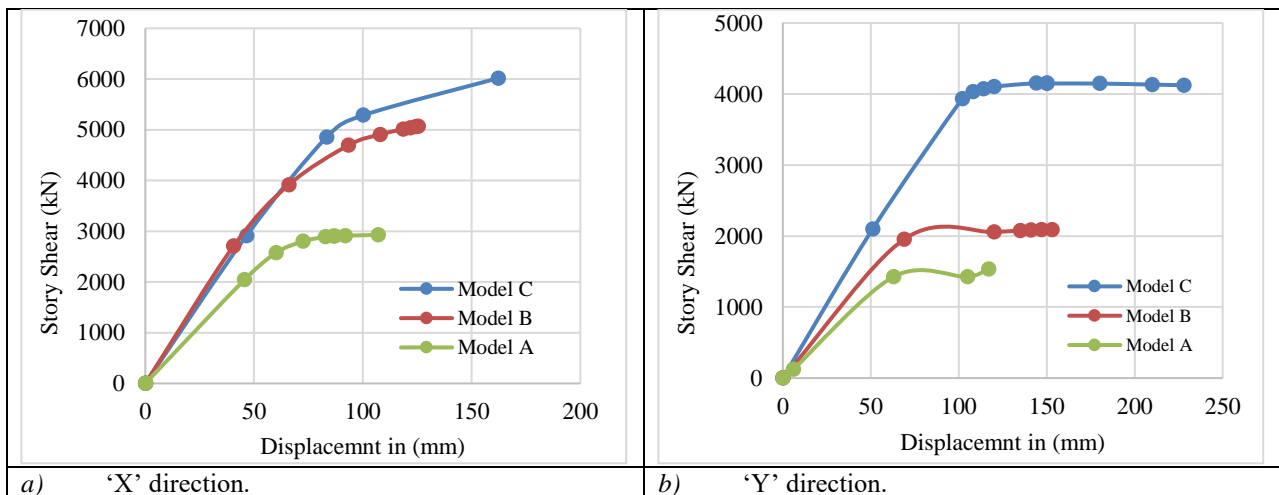 7000
6000
5000
4000
3000
2000
1000
0
Story Shear (kN)
Model C
Model B
Model A
0 50 100 150 200
Displacemnt in (mm)
a) ‘X’ direction.
5000
4000
3000
2000
1000
0
Story Shear (kN)
Model C
Model B
Model A
0 50 100 150 200 250
Displacemnt in (mm)
b) ‘Y’ direction.